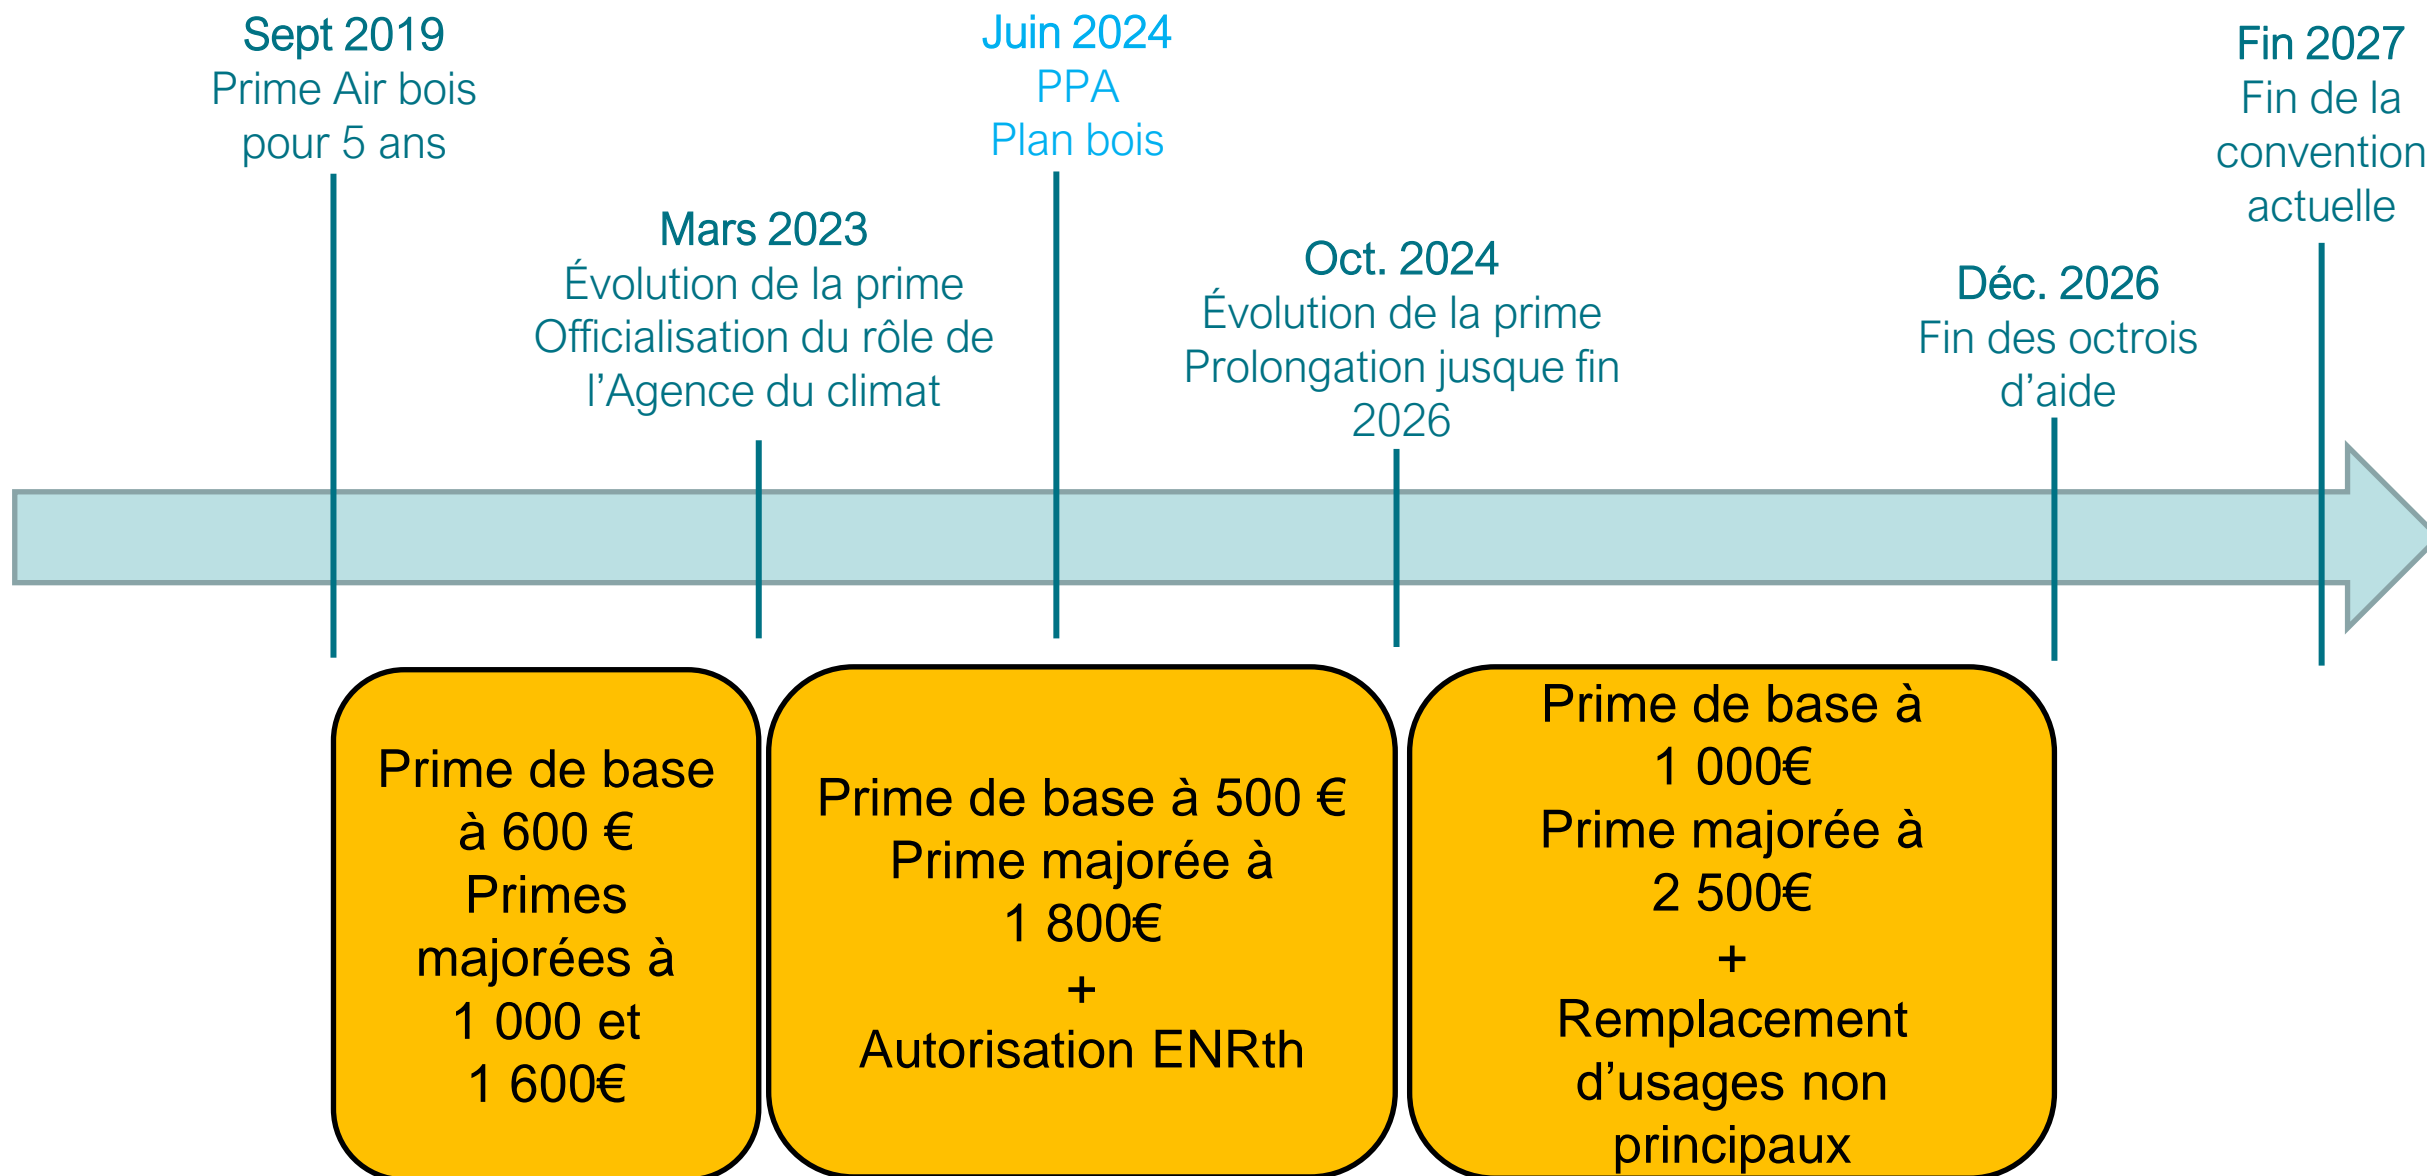 Sept 2019
Prime Air bois
pour 5 ans
Mars 2023
Évolution de la prime
Officialisation du rôle de
l’Agence du climat
Juin 2024
PPA
Plan bois
Oct. 2024
Évolution de la prime
Prolongation jusque fin
2026
Déc. 2026
Fin des octrois
d’aide
Fin 2027
Fin de la
convention
actuelle
Prime de base
à 600 €
Primes
majorées à
1 000 et
1 600€
Prime de base à 500 €
Prime majorée à
1 800€
+
Autorisation ENRth
Prime de base à
1 000€
Prime majorée à
2 500€
+
Remplacement
d’usages non
principaux